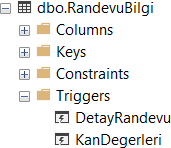 dbo.RandevuBilgi
Columns
Keys
Constraints
Triggers
DetayRandevu
KanDegerleri